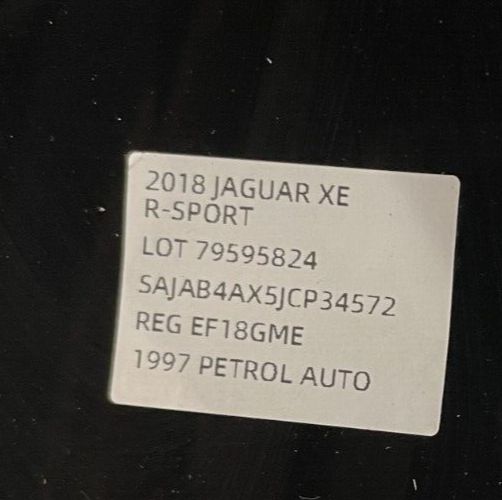 2018 JAGUAR XE
R-SPORT
LOT 79595824
SAJAB4AX5JCP34572
REG EF18GME
1997 PETROL AUTO